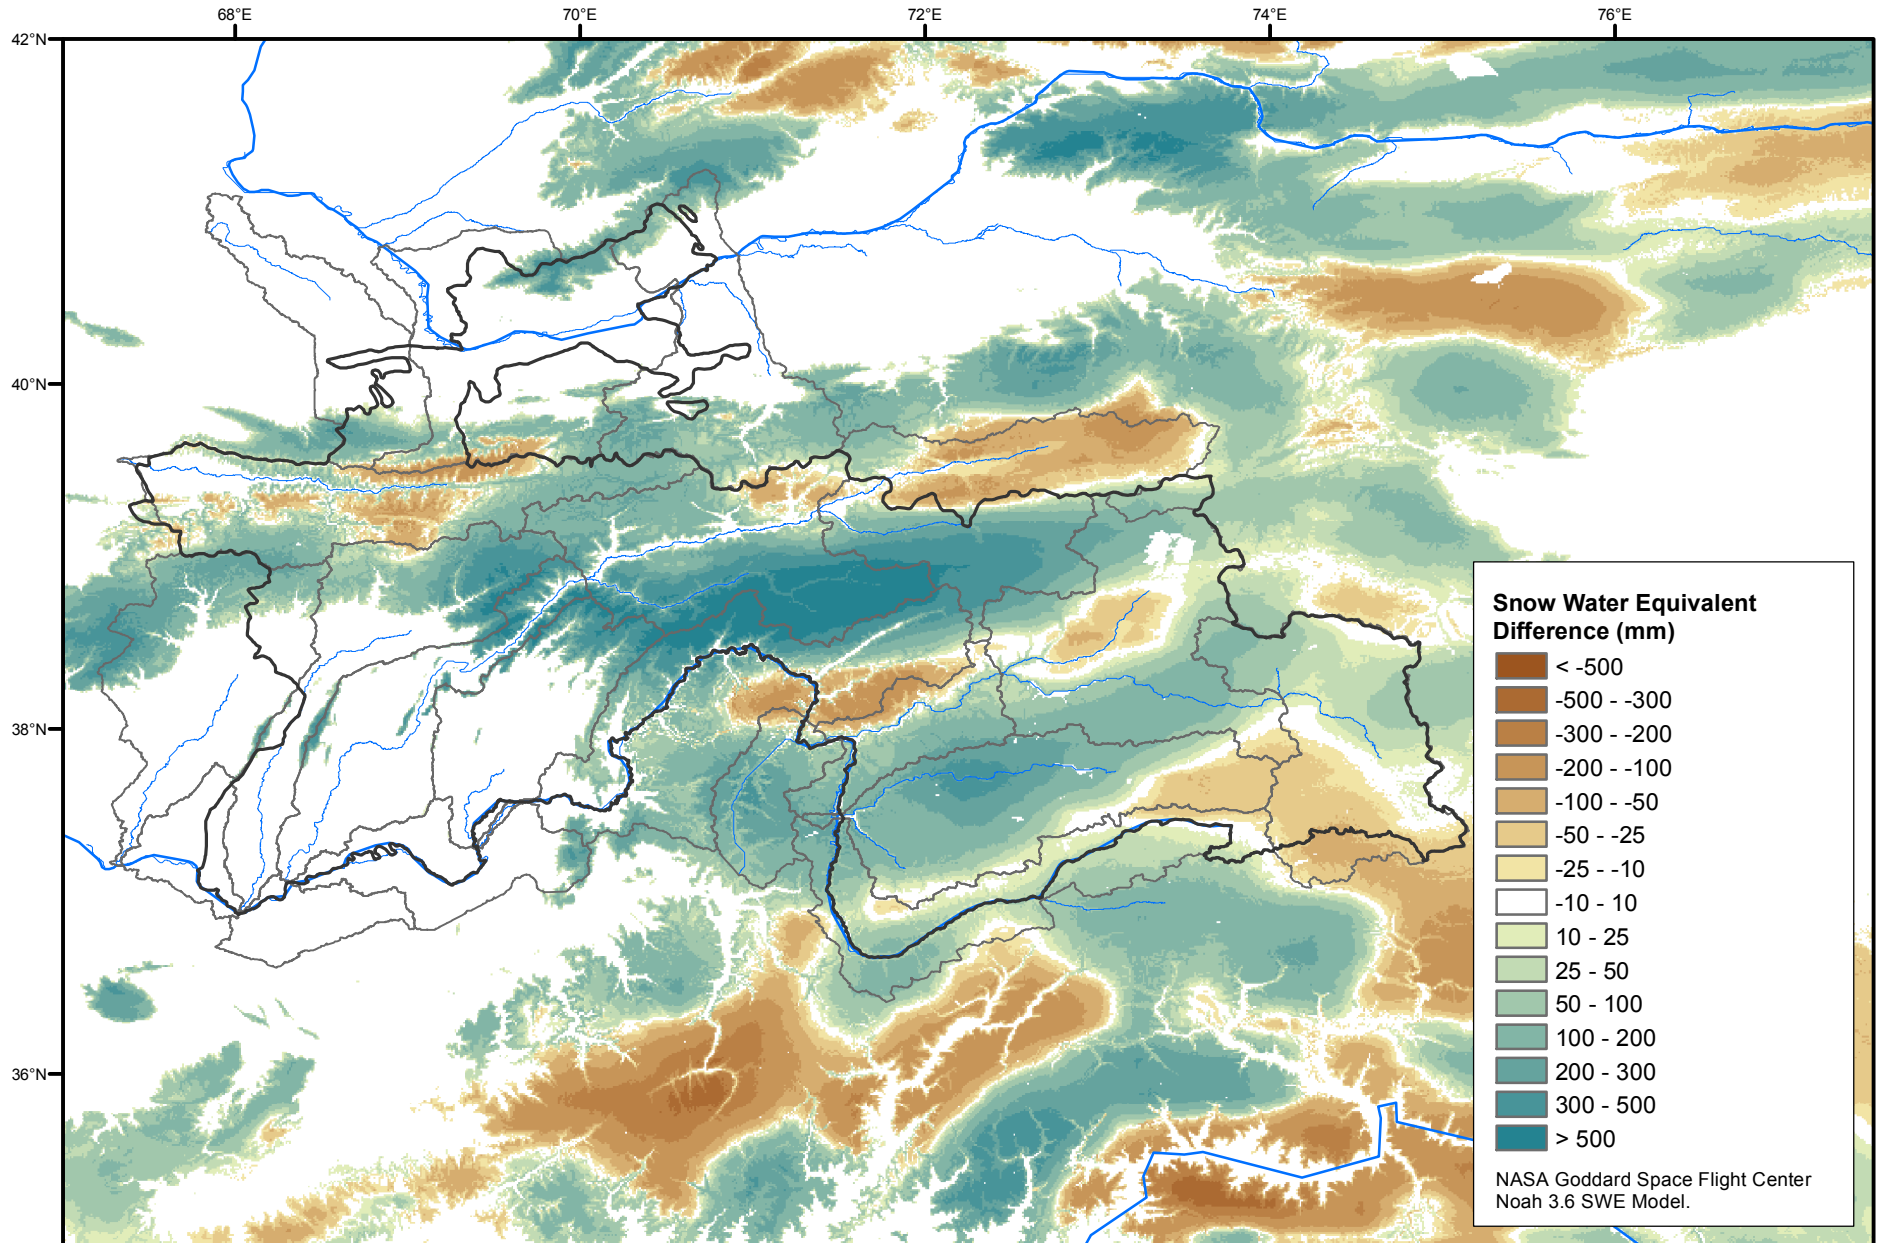 68°E 70°E 72°E 74°E 76°E
42°N
40°N
38°N
36°N
Snow Water Equivalent
Difference (mm)
< -500
-500 - -300
-300 - -200
-200 - -100
-100 - -50
-50 - -25
-25 - -10
-10 - 10
10 - 25
25 - 50
50 - 100
100 - 200
200 - 300
300 - 500
> 500
NASA Goddard Space Flight Center
Noah 3.6 SWE Model.